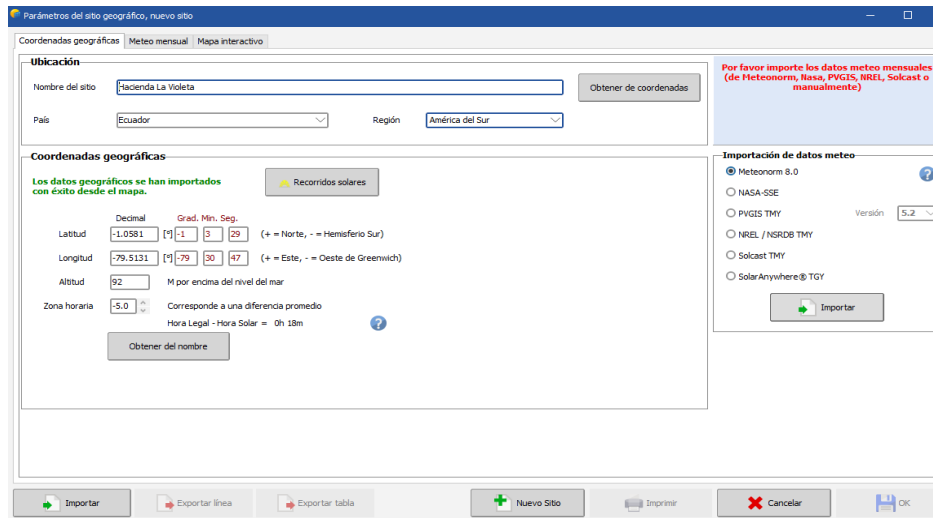 Parámetros del sitio geográfico, nuevo sitio
Coordenadas geográficas Meteo mensual Mapa interactivo
Ubicación
Nombre del sitio Hacienda La Violeta Obtener de coordenadas
País Ecuador Región América del Sur
Por favor importe los datos meteo mensuales
(de Meteonorm, Nasa, PVGIS, NREL, Solcast o
manualmente)
Coordenadas geográficas
Los datos geográficos se han importados
con éxito desde el mapa.
Recorridos solares
Decimal Grad. Min. Seg.
Latitud -1.0581 [°] -1 3 29 (+ = Norte, - = Hemisferio Sur)
Longitud -79.5131 [°] -79 30 47 (+ = Este, - = Oeste de Greenwich)
Altitud 92 M por encima del nivel del mar
Zona horaria -5.0 Corresponde a una diferencia promedio
Hora Legal - Hora Solar = 0h 18m ?
Obtener del nombre
Importación de datos meteo
Meteonorm 8.0 ?
NASA-SSE
PVGIS TMY Versión 5.2
NREL / NSRDB TMY
Solcast TMY
SolarAnywhere® TGY
Importar
Importar Exportar línea Exportar tabla Nuevo Sitio Imprimir Cancelar OK